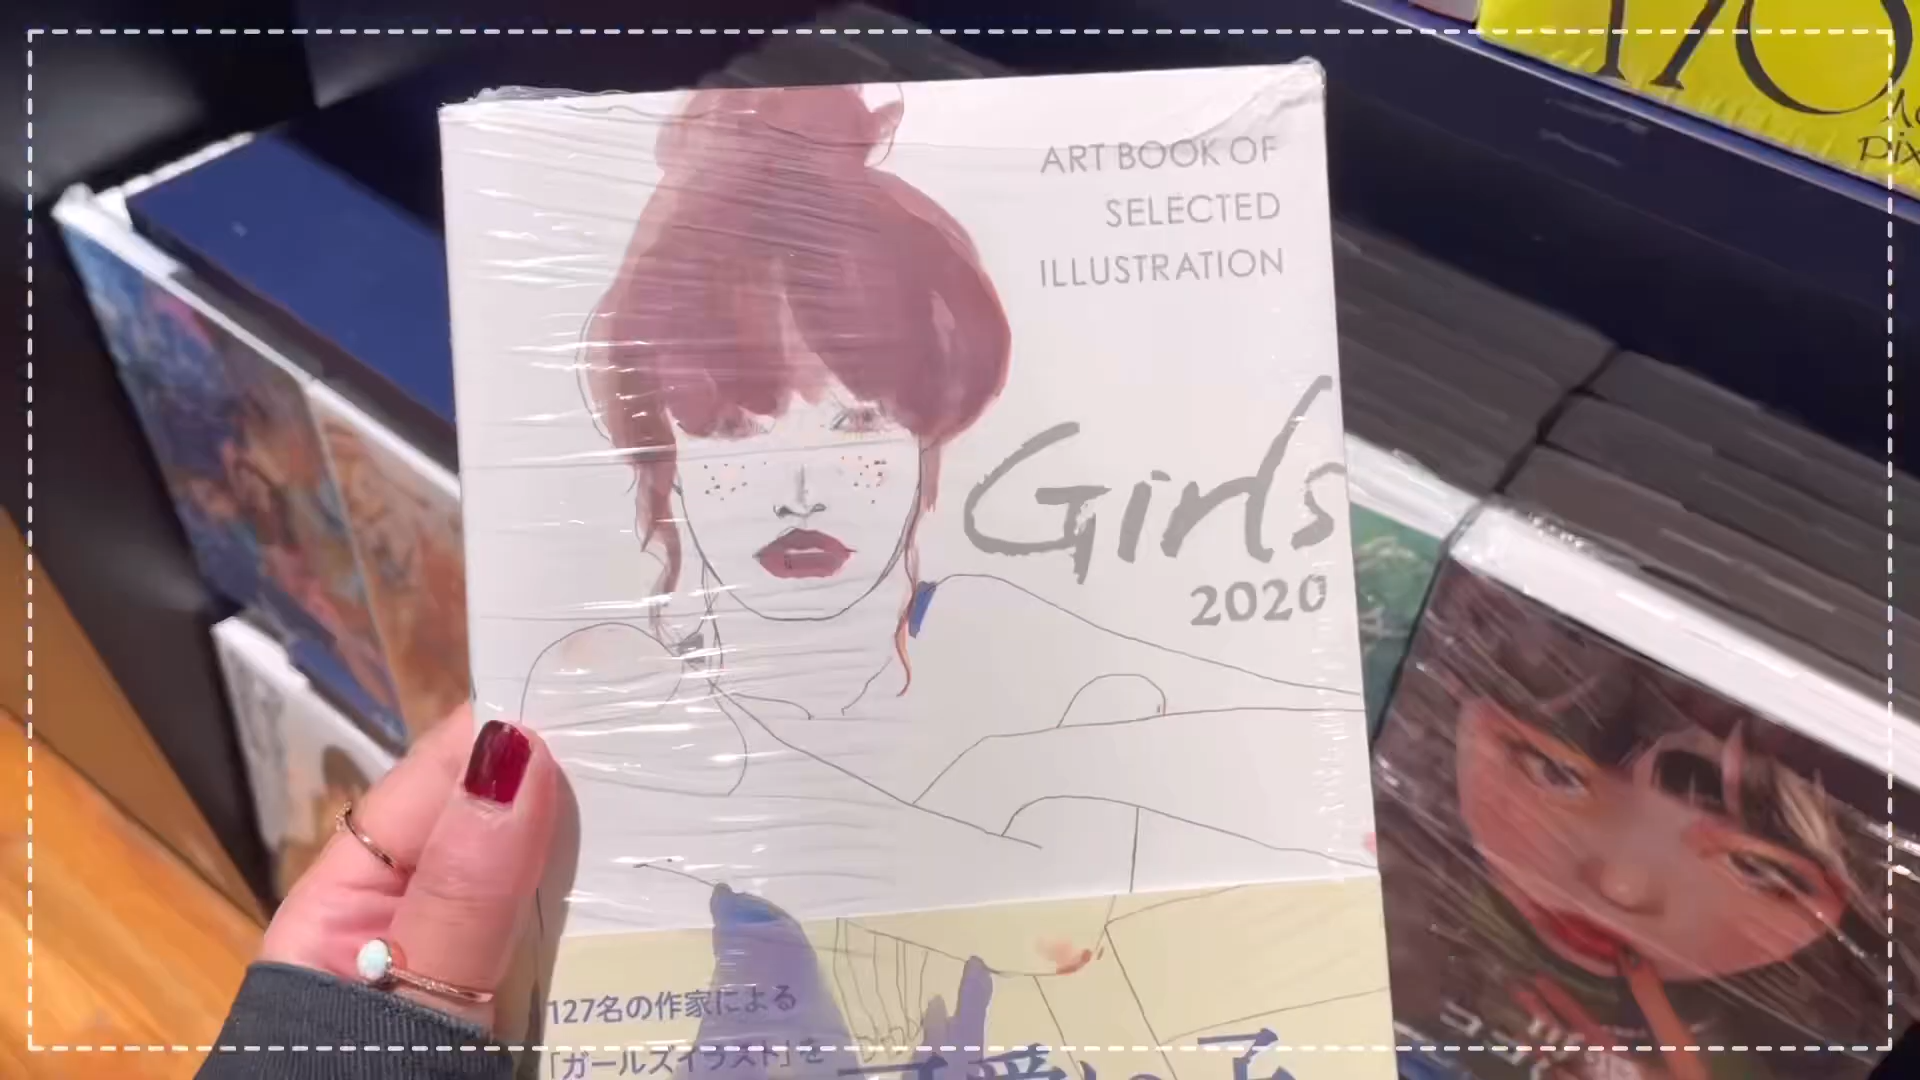 ART BOOK OF
SELECTED
ILLUSTRATION
Girls
2020
127名の作家による
「ガールズイラスト」を